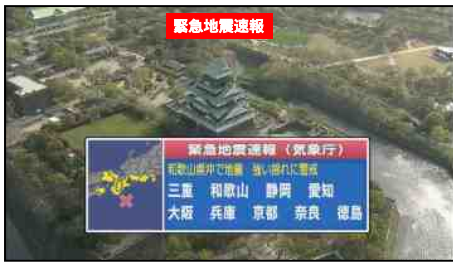 緊急地震速報
緊急地震速報（気象庁）
和歌山県沖で地震 強い揺れに警戒
三重 和歌山 静岡 愛知
大阪 兵庫 京都 奈良 徳島